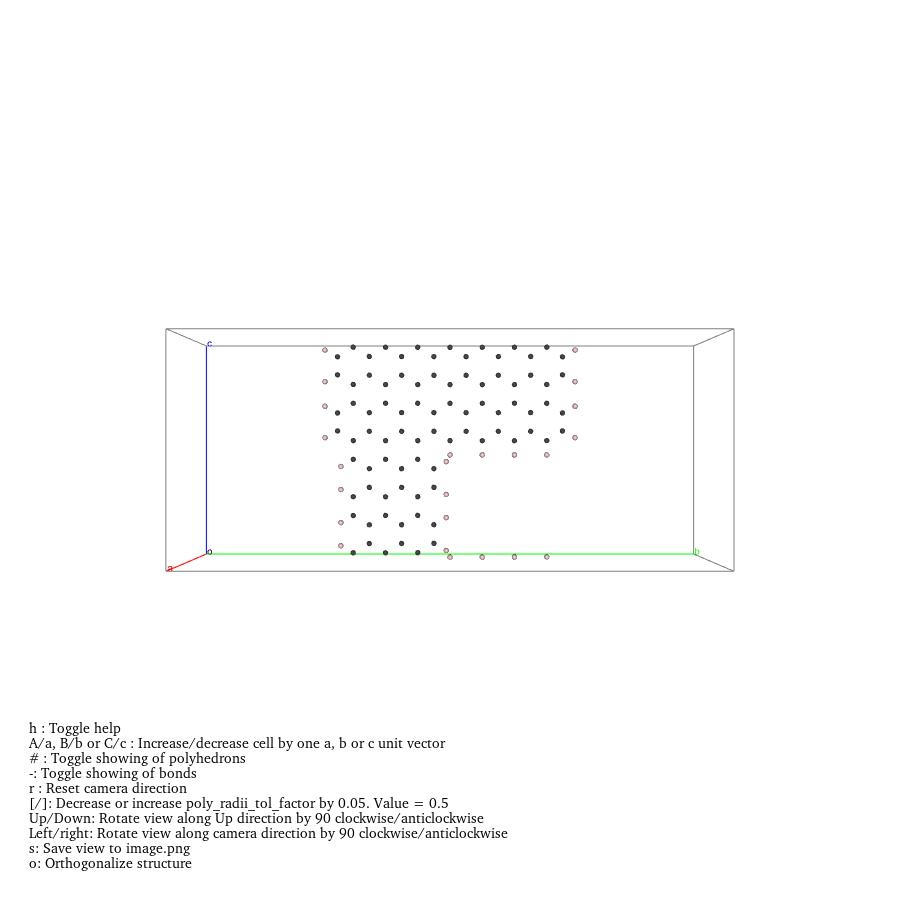 c
o
b
a
h : Toggle help
A/a, B/b or C/c : Increase/decrease cell by one a, b or c unit vector
# : Toggle showing of polyhedrons
-: Toggle showing of bonds
r : Reset camera direction
[/]: Decrease or increase poly_radii_tol_factor by 0.05. Value = 0.5
Up/Down: Rotate view along Up direction by 90 clockwise/anticlockwise
Left/right: Rotate view along camera direction by 90 clockwise/anticlockwise
s: Save view to image.png
o: Orthogonalize structure